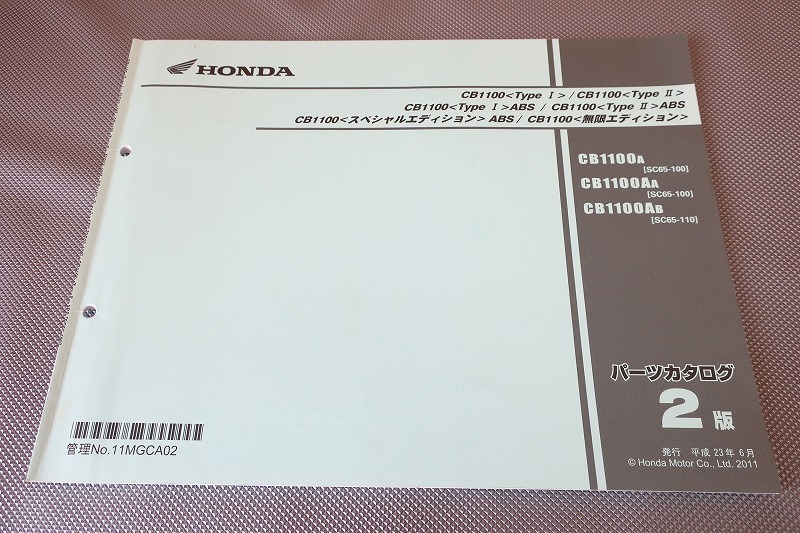 HONDA
CB1100<Type Ⅰ> / CB1100<Type Ⅱ>
CB1100<Type Ⅰ>ABS / CB1100<Type Ⅱ>ABS
CB1100<スペシャルエディション> ABS / CB1100<無限エディション>
CB1100A
[SC65-100]
CB1100AA
[SC65-100]
CB1100AB
[SC65-110]
パーツカタログ
2版
発行 平成 23年 6月
© Honda Motor Co., Ltd. 2011
管理No.11MGCA02